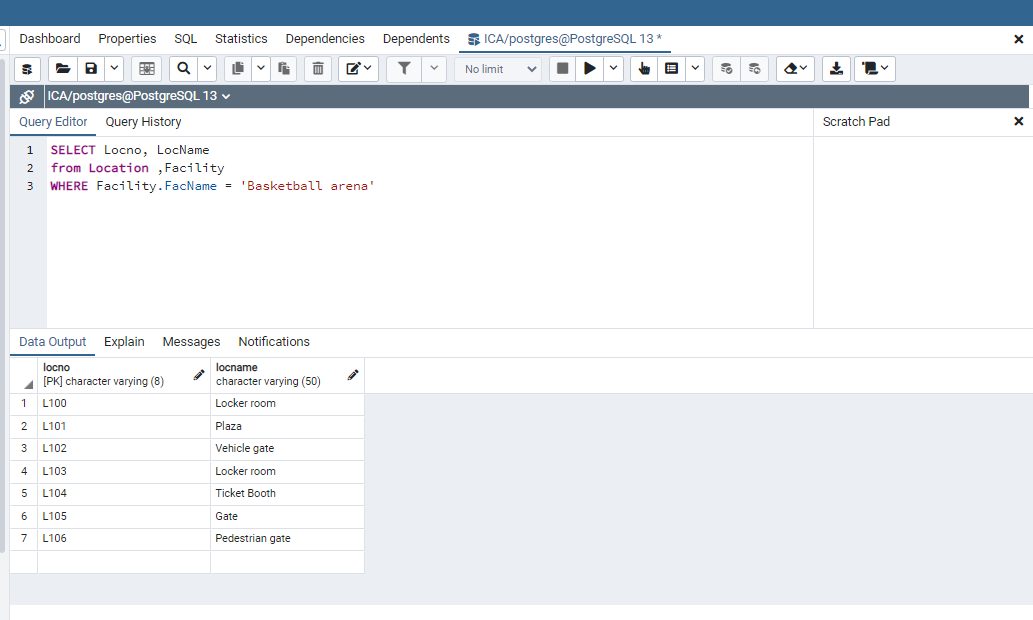 Dashboard Properties SQL Statistics Dependencies Dependents ICA/postgres@PostgreSQL 13 *
No limit
ICA/postgres@PostgreSQL 13
Query Editor Query History Scratch Pad
1 SELECT Locno, LocName
2 from Location ,Facility
3 WHERE Facility.FacName = 'Basketball arena'
Data Output Explain Messages Notifications
locno locname
[PK] character varying (8) character varying (50)
1 L100 Locker room
2 L101 Plaza
3 L102 Vehicle gate
4 L103 Locker room
5 L104 Ticket Booth
6 L105 Gate
7 L106 Pedestrian gate